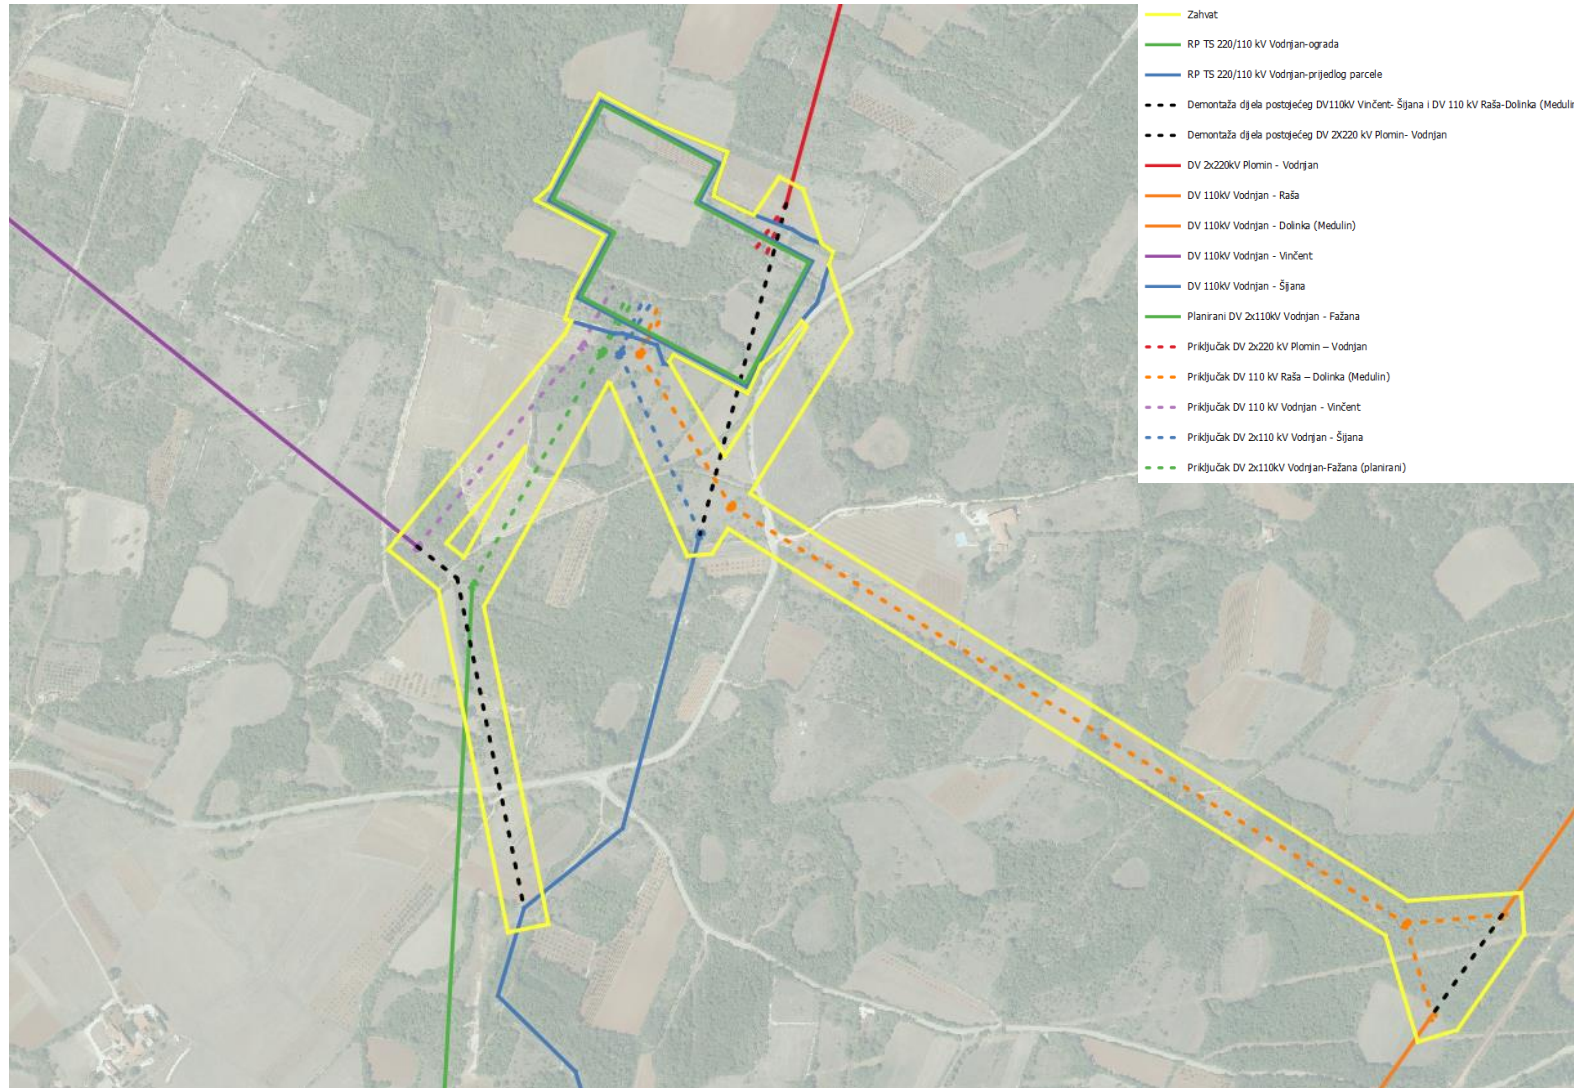 Zahvat
RP TS 220/110 kV Vodnjan-ograda
RP TS 220/110 kV Vodnjan-prijedlog parcele
Demontaža dijela postojećeg DV110kV Vinčent- Šijana i DV 110 kV Raša-Dolinka (Medulin
Demontaža dijela postojećeg DV 2X220 kV Plomin- Vodnjan
DV 2x220kV Plomin - Vodnjan
DV 110kV Vodnjan - Raša
DV 110kV Vodnjan - Dolinka (Medulin)
DV 110kV Vodnjan - Vinčent
DV 110kV Vodnjan - Šijana
Planirani DV 2x110kV Vodnjan - Fažana
Priključak DV 2x220 kV Plomin – Vodnjan
Priključak DV 110 kV Raša – Dolinka (Medulin)
Priključak DV 110 kV Vodnjan - Vinčent
Priključak DV 2x110 kV Vodnjan - Šijana
Priključak DV 2x110kV Vodnjan-Fažana (planirani)